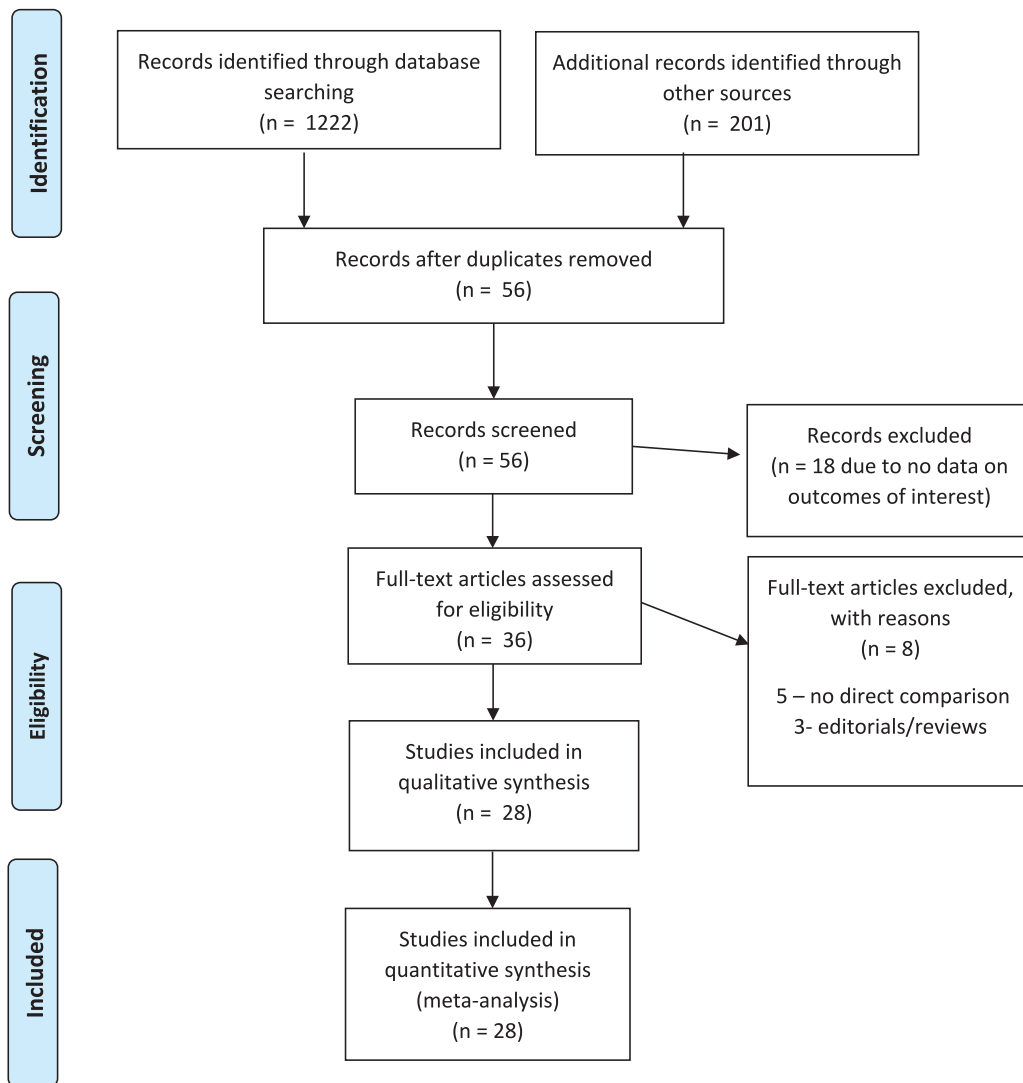 Identification
Records identified through database
searching
(n = 1222)
Additional records identified through
other sources
(n = 201)
Records after duplicates removed
(n = 56)
Screening
Records screened
(n = 56)
Records excluded
(n = 18 due to no data on
outcomes of interest)
Eligibility
Full-text articles assessed
for eligibility
(n = 36)
Full-text articles excluded,
with reasons
(n = 8)
5 – no direct comparison
3- editorials/reviews
Studies included in
qualitative synthesis
(n = 28)
Included
Studies included in
quantitative synthesis
(meta-analysis)
(n = 28)